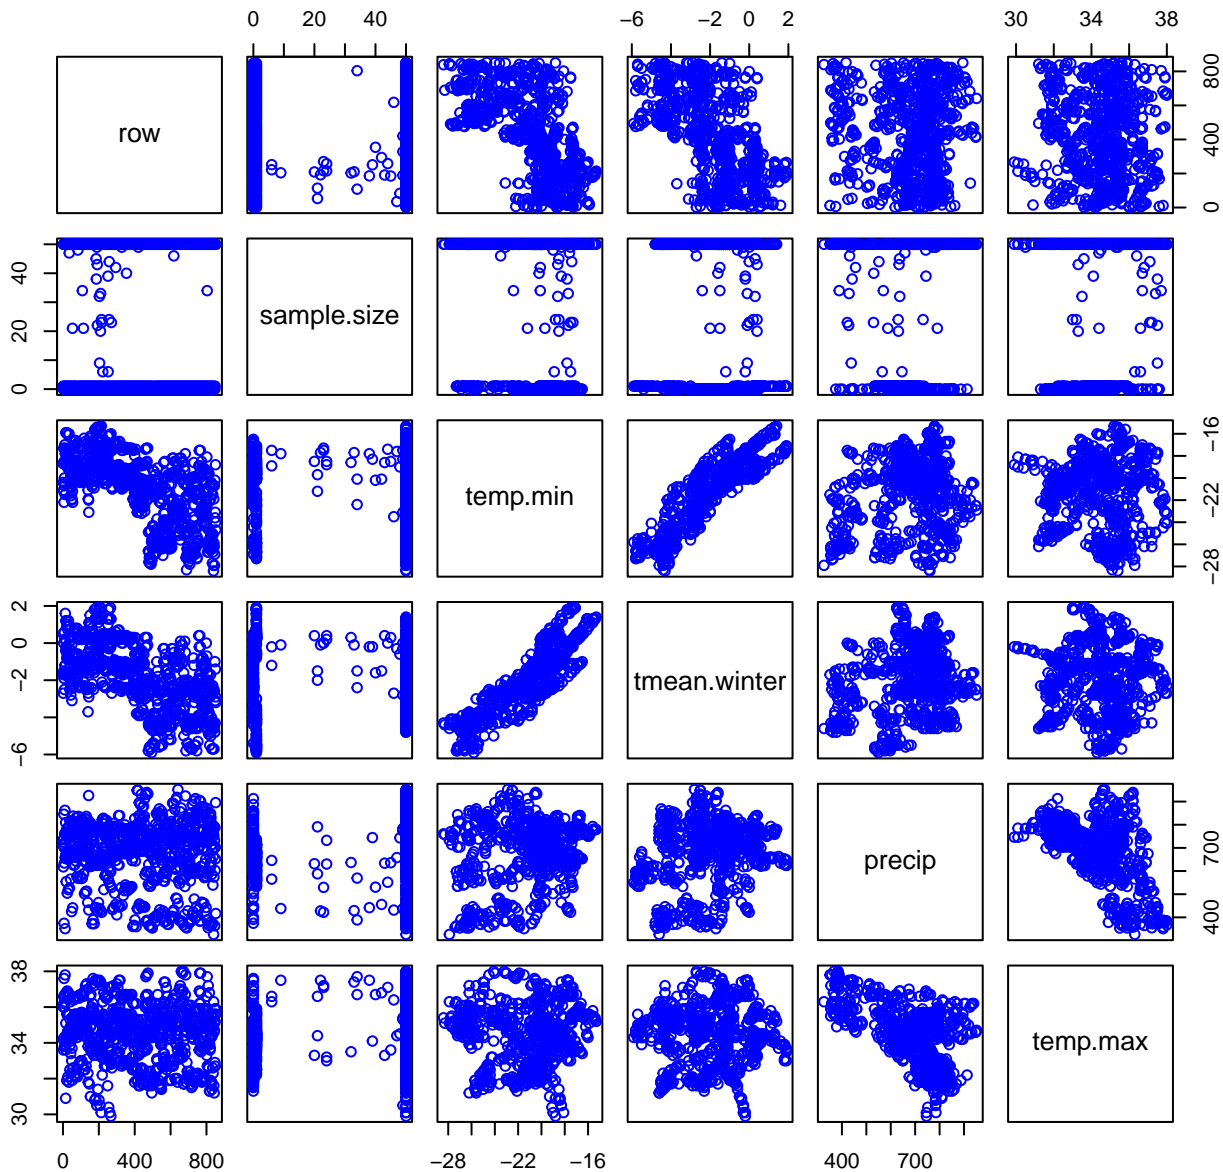 0 20 40 −6 −2 0 2 30 34 38
row
0 400 800
sample.size
0 20 40
temp.min
−28 −22 −16
tmean.winter
−6 −2 0 2
precip
400 700
temp.max
30 34 38
0 400 800 −28 −22 −16 400 700